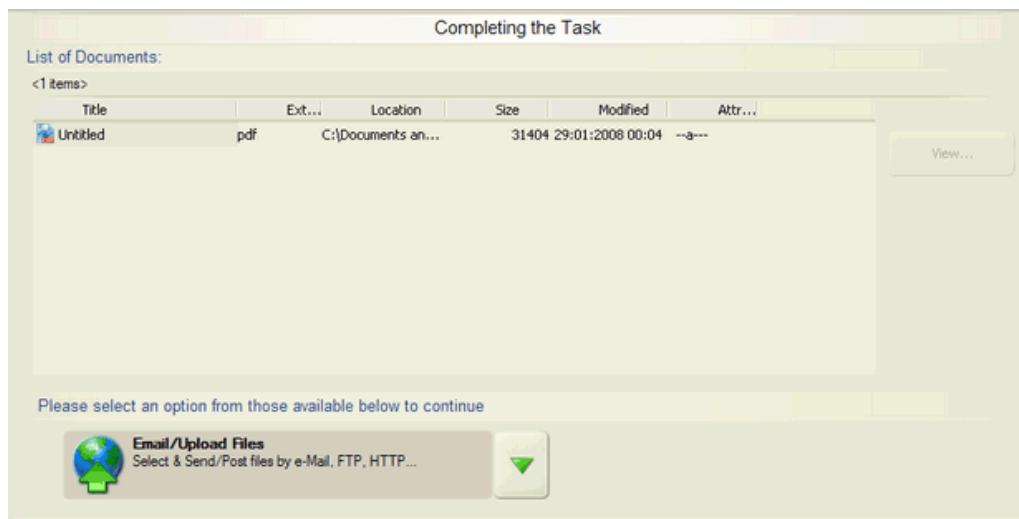 Completing the Task
List of Documents:
<1 items>
Title Ext... Location Size Modified Attr...
Untitled pdf C:\Documents an... 31404 29:01:2008 00:04 --a---
View...
Please select an option from those available below to continue
Email/Upload Files
Select & Send/Post files by e-Mail, FTP, HTTP...